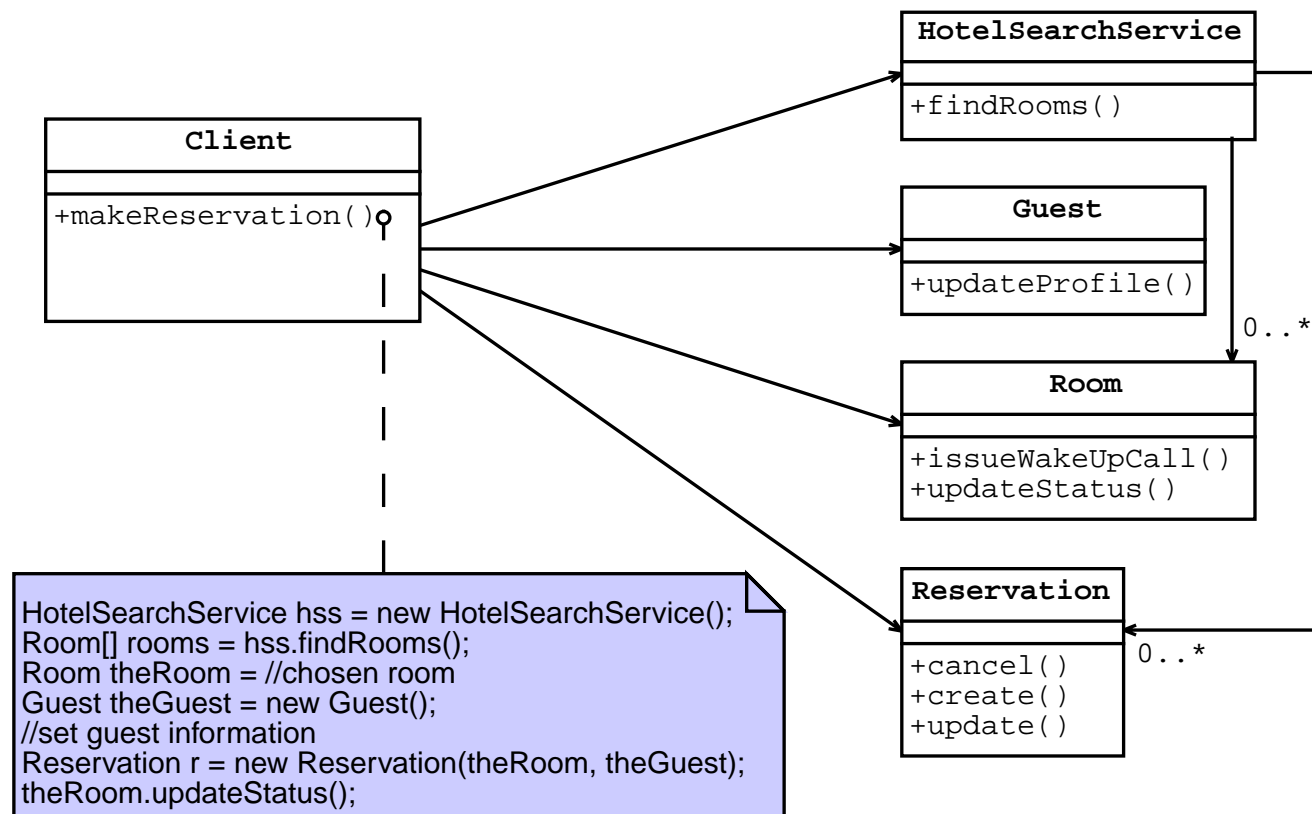 HotelSearchService
+findRooms()
Client
+makeReservation()
Guest
+updateProfile()
0..*
Room
+issueWakeUpCall()
+updateStatus()
Reservation
0..*
+cancel()
+create()
+update()
HotelSearchService hss = new HotelSearchService();
Room[] rooms = hss.findRooms();
Room theRoom = //chosen room
Guest theGuest = new Guest();
//set guest information
Reservation r = new Reservation(theRoom, theGuest);
theRoom.updateStatus();